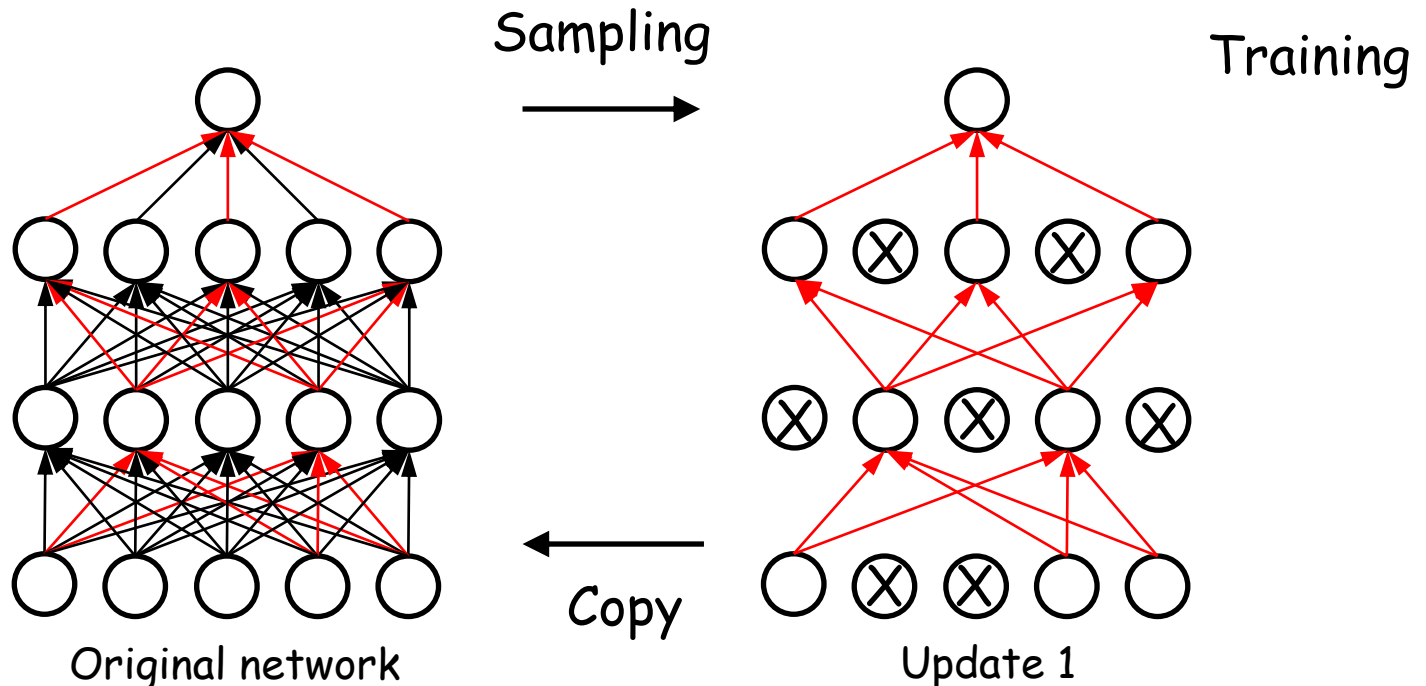 Sampling
Training
X X
X X X
X X
Copy
Original network
Update 1